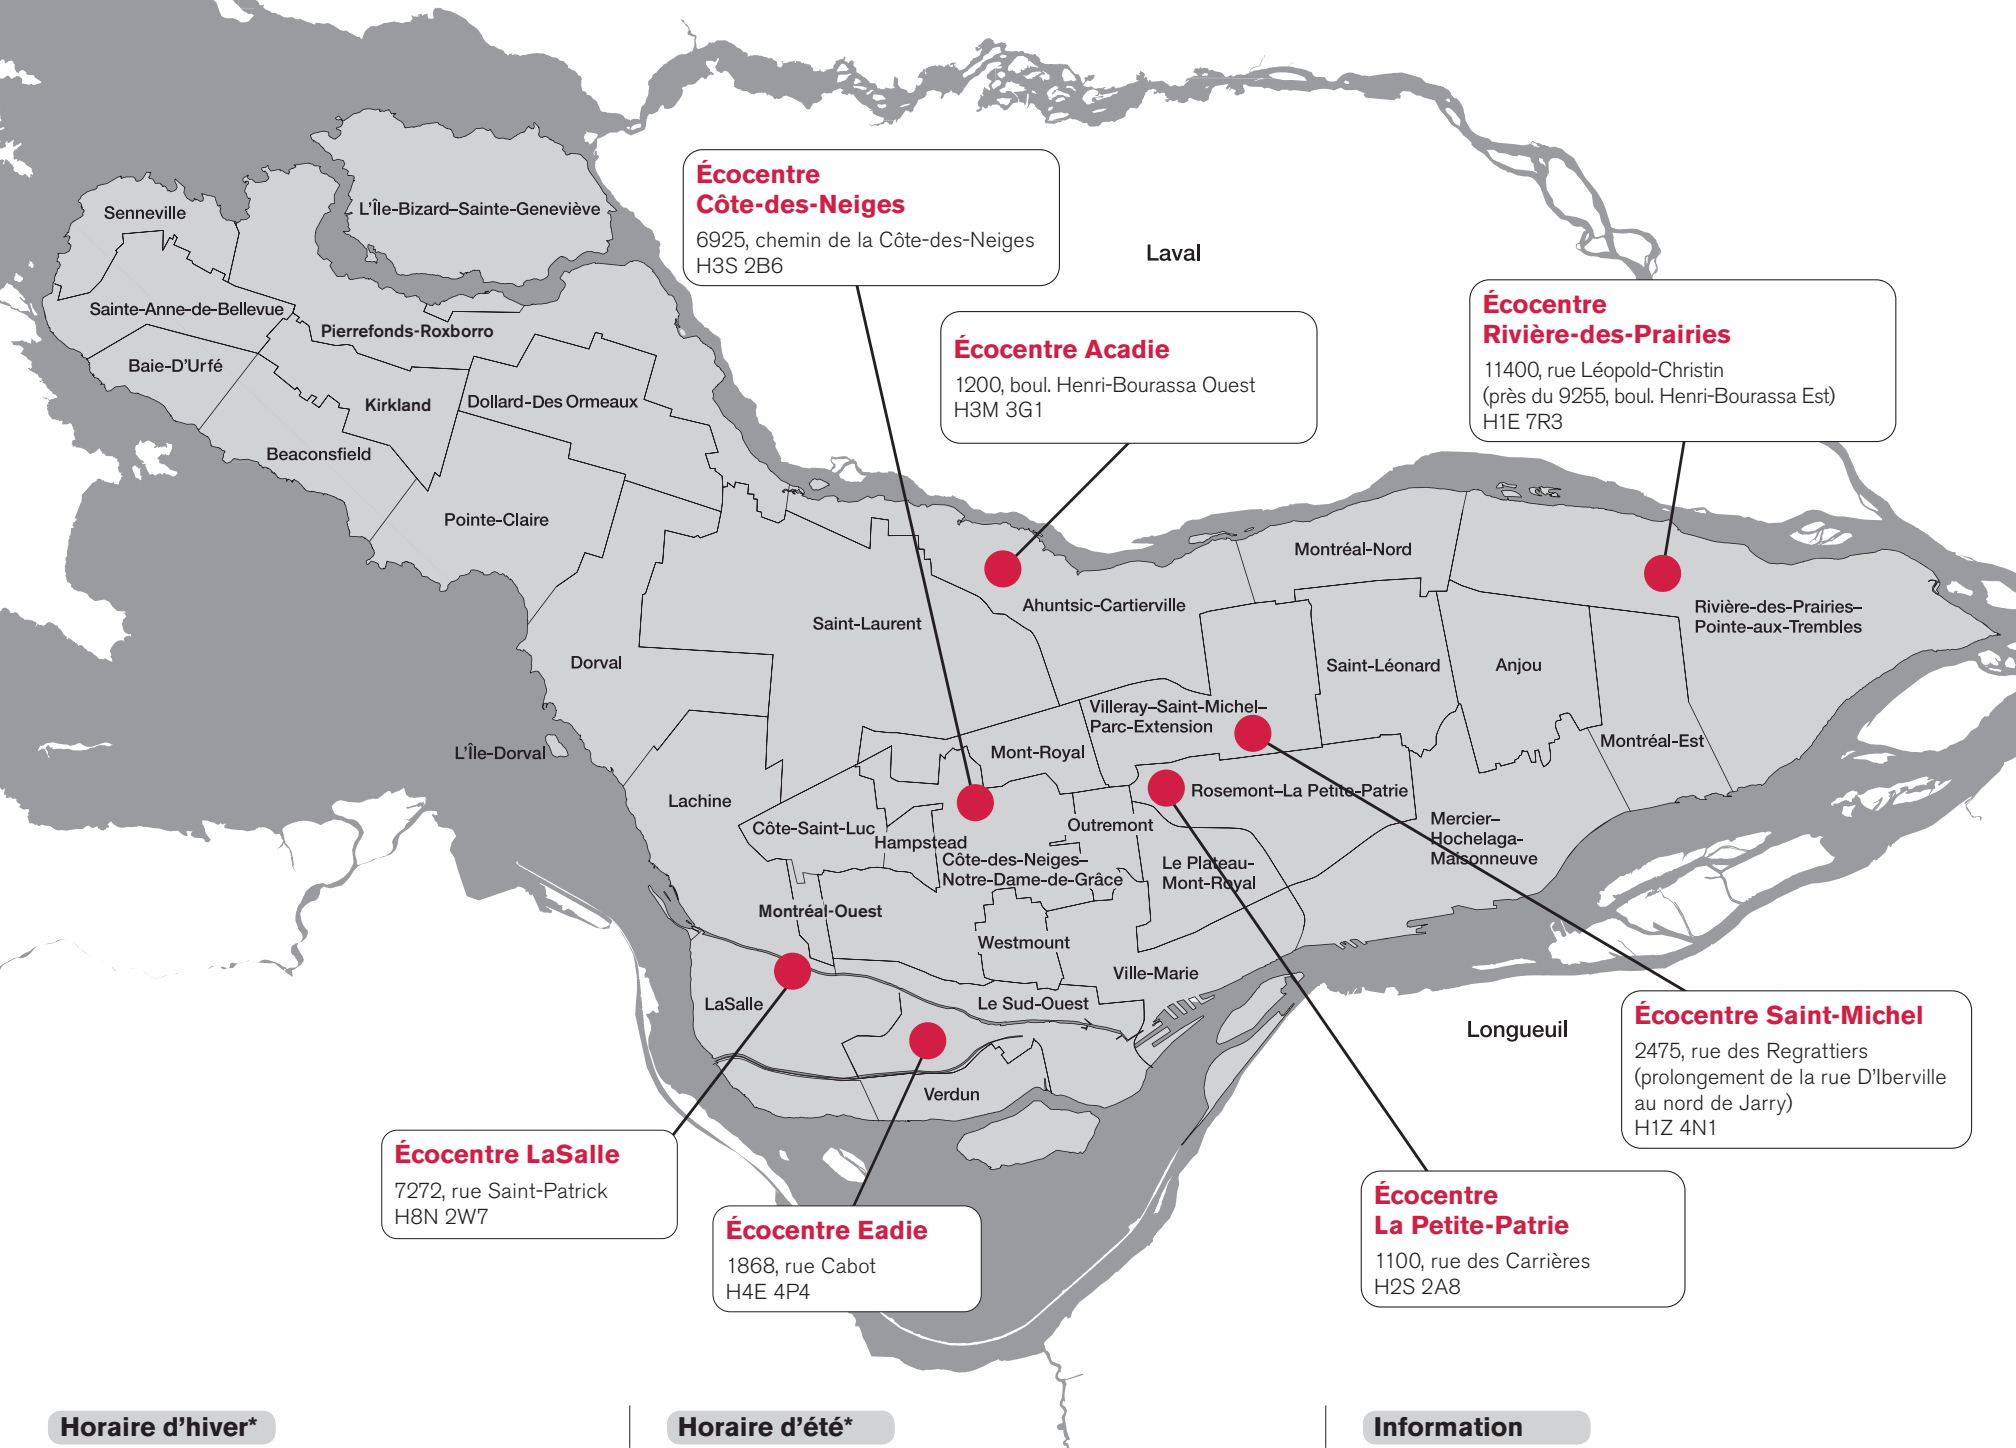 Écocentre
Côte-des-Neiges
6925, chemin de la Côte-des-Neiges
H3S 2B6
Laval
Écocentre Acadie
1200, boul. Henri-Bourassa Ouest
H3M 3G1
Écocentre
Rivière-des-Prairies
11400, rue Léopold-Christin
(près du 9255, boul. Henri-Bourassa Est)
H1E 7R3
Senneville
L'Île-Bizard–Sainte-Geneviève
Sainte-Anne-de-Bellevue
Pierrefonds-Roxborro
Baie-D'Urfé
Kirkland
Dollard-Des Ormeaux
Beaconsfield
Pointe-Claire
Montréal-Nord
Ahuntsic-Cartierville
Rivière-des-Prairies–
Pointe-aux-Trembles
Saint-Laurent
Dorval
Saint-Léonard
Anjou
Villeray–Saint-Michel–
Parc-Extension
L'Île-Dorval
Mont-Royal
Montréal-Est
Lachine
Rosemont–La Petite-Patrie
Côte-Saint-Luc
Hampstead
Outremont
Mercier–
Hochelaga-
Maisonneuve
Côte-des-Neiges–
Notre-Dame-de-Grâce
Le Plateau-
Mont-Royal
Montréal-Ouest
Westmount
Ville-Marie
LaSalle
Le Sud-Ouest
Verdun
Longueuil
Écocentre Saint-Michel
2475, rue des Regrattiers
(prolongement de la rue D'Iberville
au nord de Jarry)
H1Z 4N1
Écocentre LaSalle
7272, rue Saint-Patrick
H8N 2W7
Écocentre Eadie
1868, rue Cabot
H4E 4P4
Écocentre
La Petite-Patrie
1100, rue des Carrières
H2S 2A8
Horaire d'hiver*
Horaire d'été*
Information